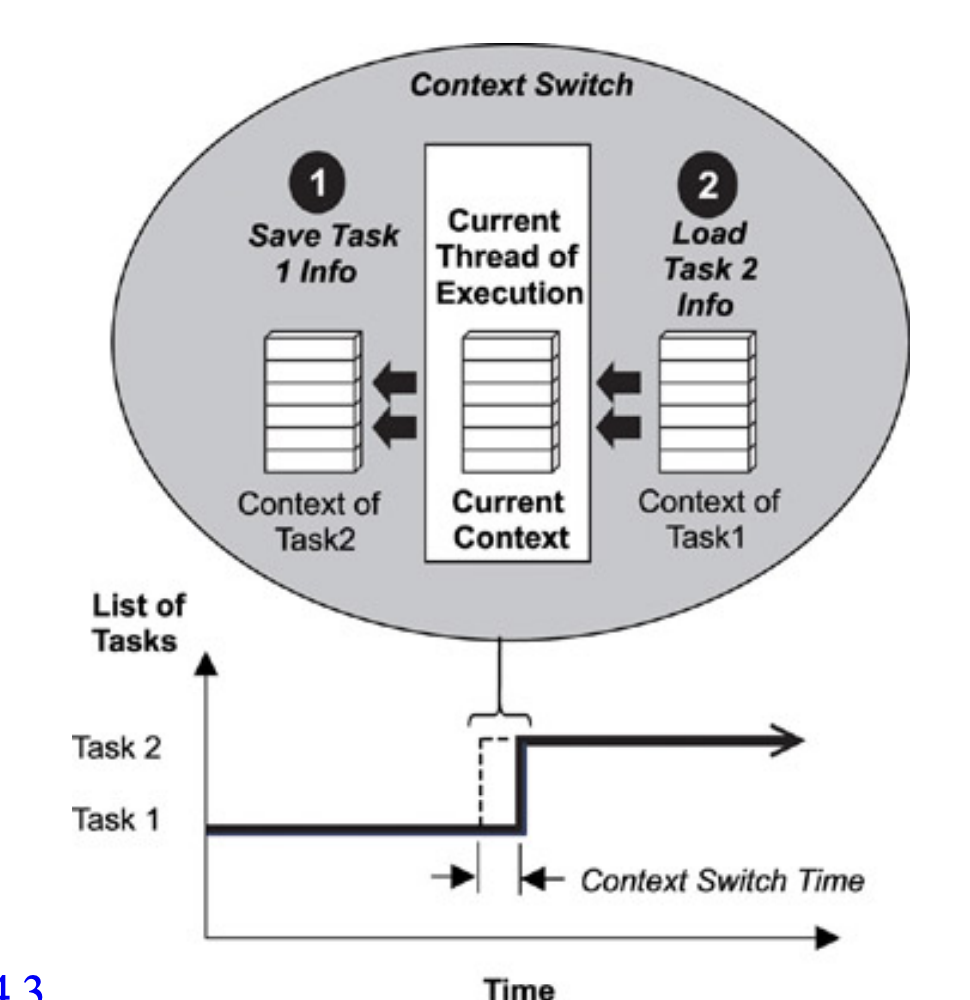 Context Switch
1
Save Task
1 Info
Current
Thread of
Execution
2
Load
Task 2
Info
Context of
Task2
Current
Context
Context of
Task1
List of
Tasks
Task 2
Task 1
Context Switch Time
Time
4.3